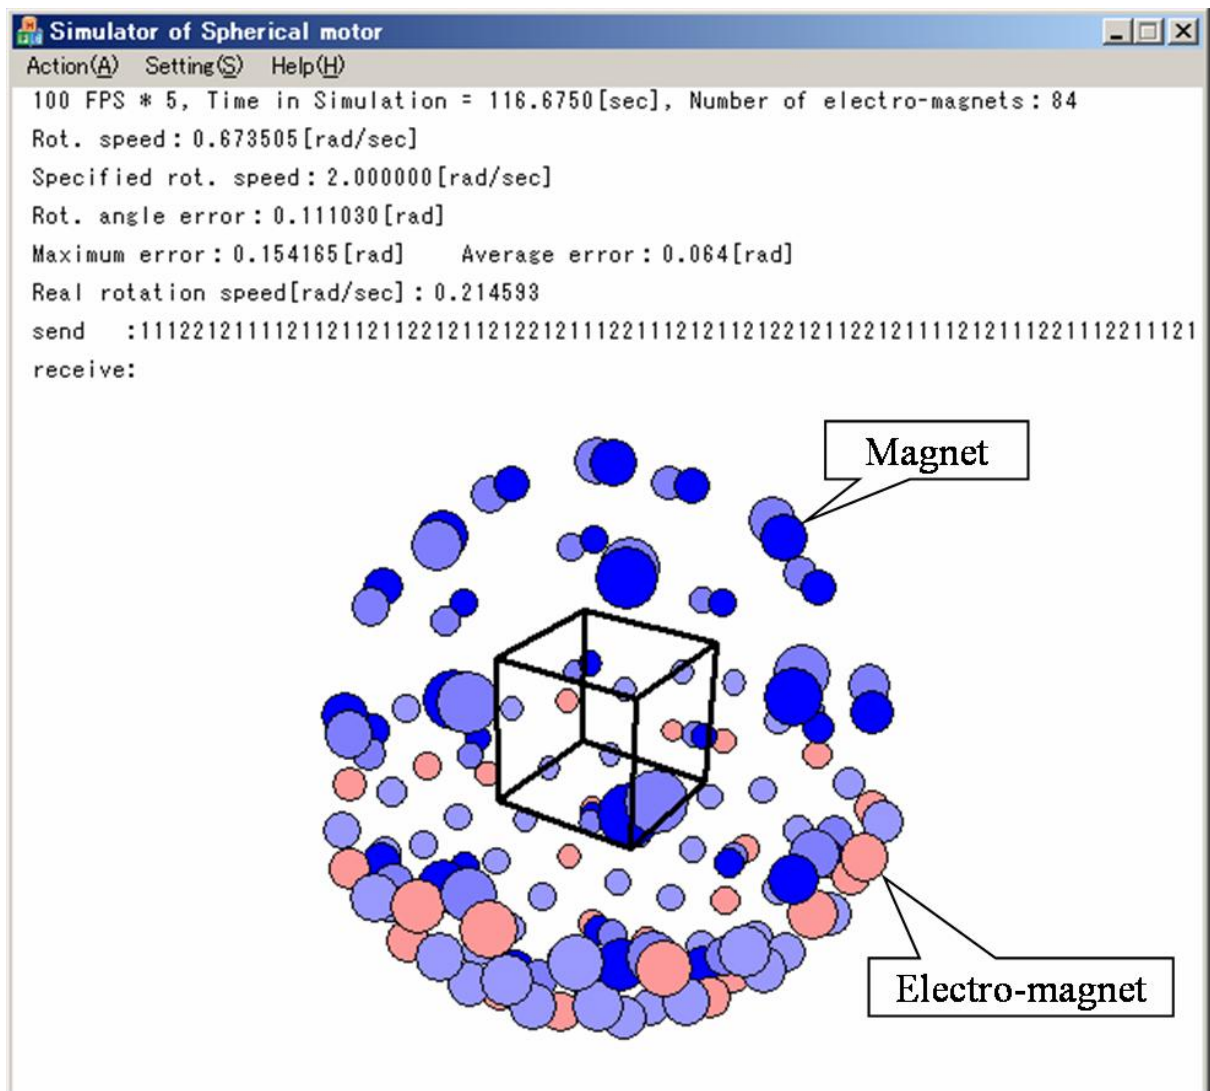 Simulator of Spherical motor
Action(A) Setting(S) Help(H)
100 FPS * 5, Time in Simulation = 116.6750[sec], Number of electro-magnets: 84
Rot. speed: 0.673505[rad/sec]
Specified rot. speed: 2.000000[rad/sec]
Rot. angle error: 0.111030[rad]
Maximum error: 0.154165[rad] Average error: 0.064[rad]
Real rotation speed[rad/sec]: 0.214593
send :
receive:
Magnet
Electro-magnet